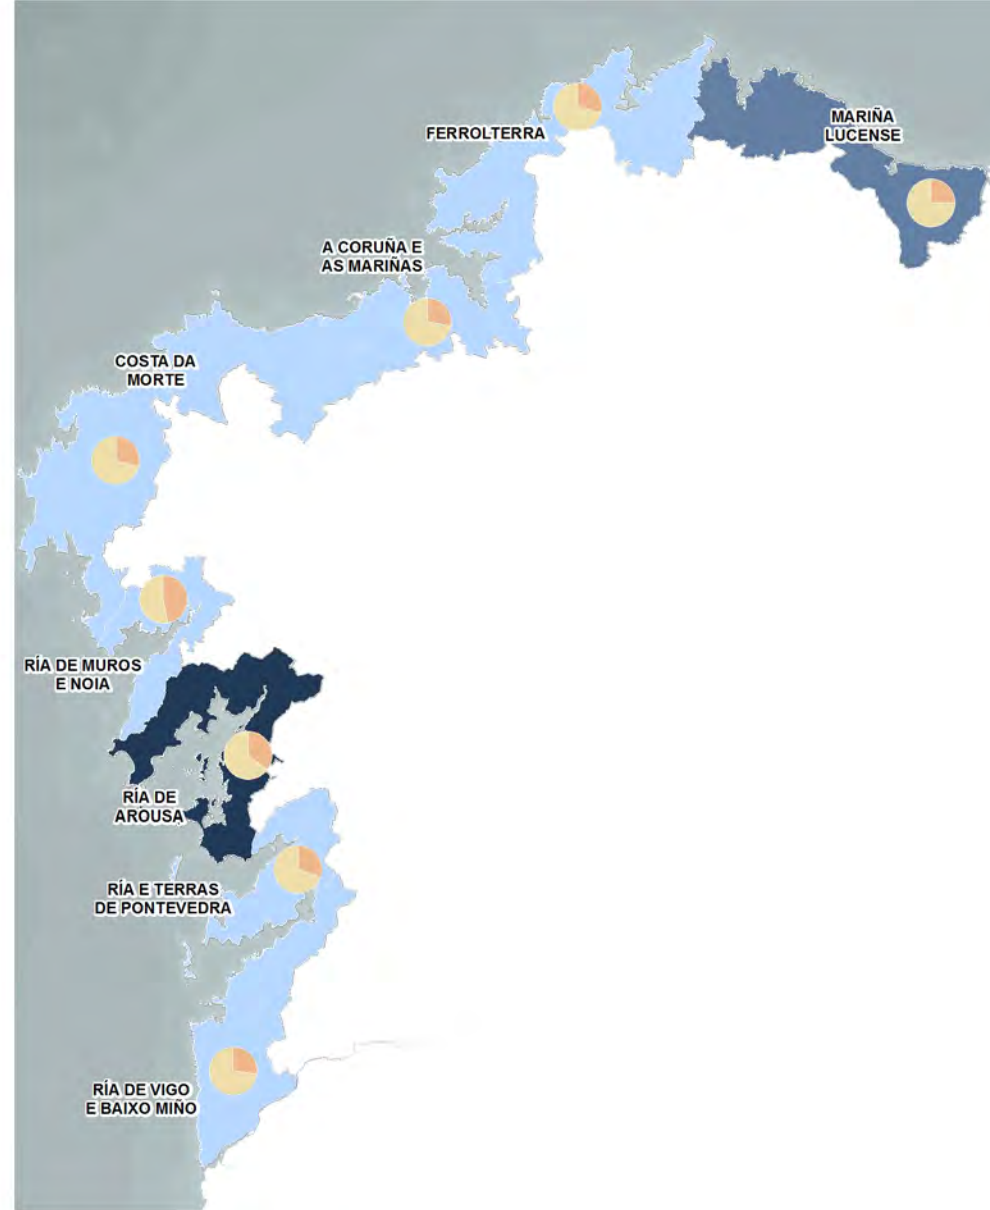 FERROLTERRA
MARIÑA
LUCENSE
A CORUÑA E
AS MARIÑAS
COSTA DA
MORTE
RÍA DE MUROS
E NOIA
RÍA DE
AROUSA
RÍA E TERRAS
DE PONTEVEDRA
RÍA DE VIGO
E BAIXO MIÑO